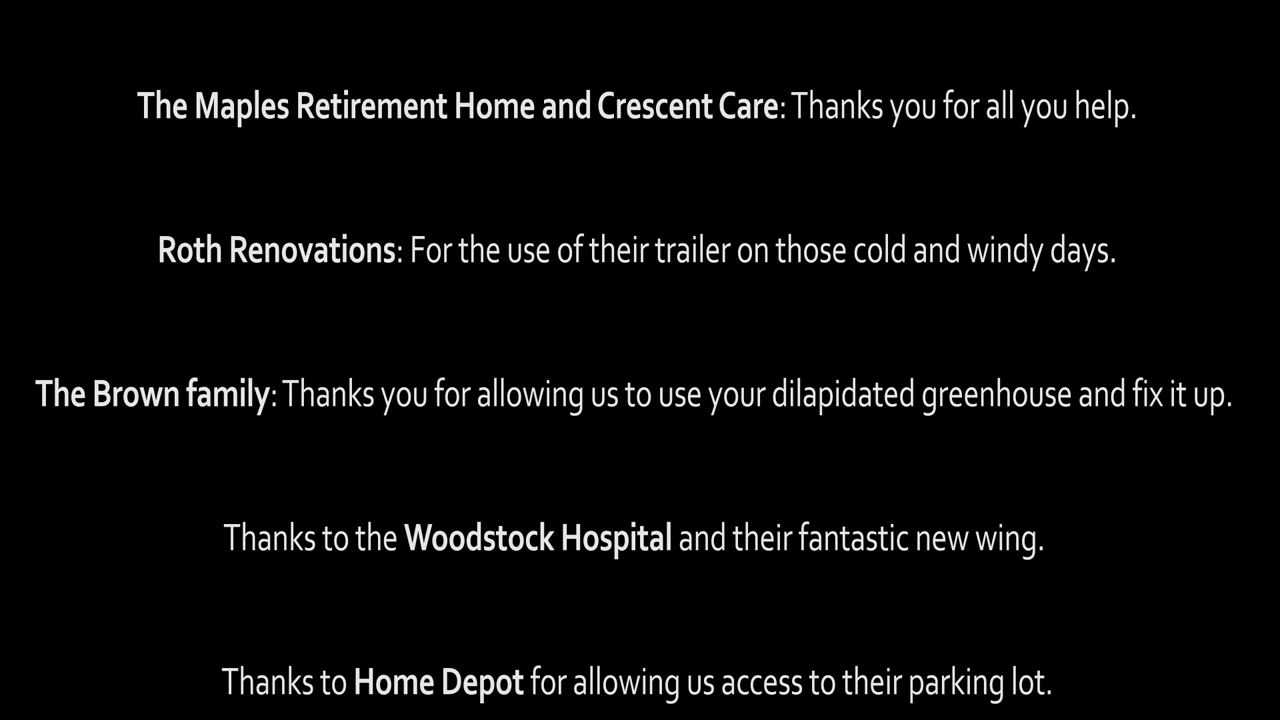 The Maples Retirement Home and Crescent Care: Thanks you for all you help.
Roth Renovations: For the use of their trailer on those cold and windy days.
The Brown family: Thanks you for allowing us to use your dilapidated greenhouse and fix it up.
Thanks to the Woodstock Hospital and their fantastic new wing.
Thanks to Home Depot for allowing us access to their parking lot.